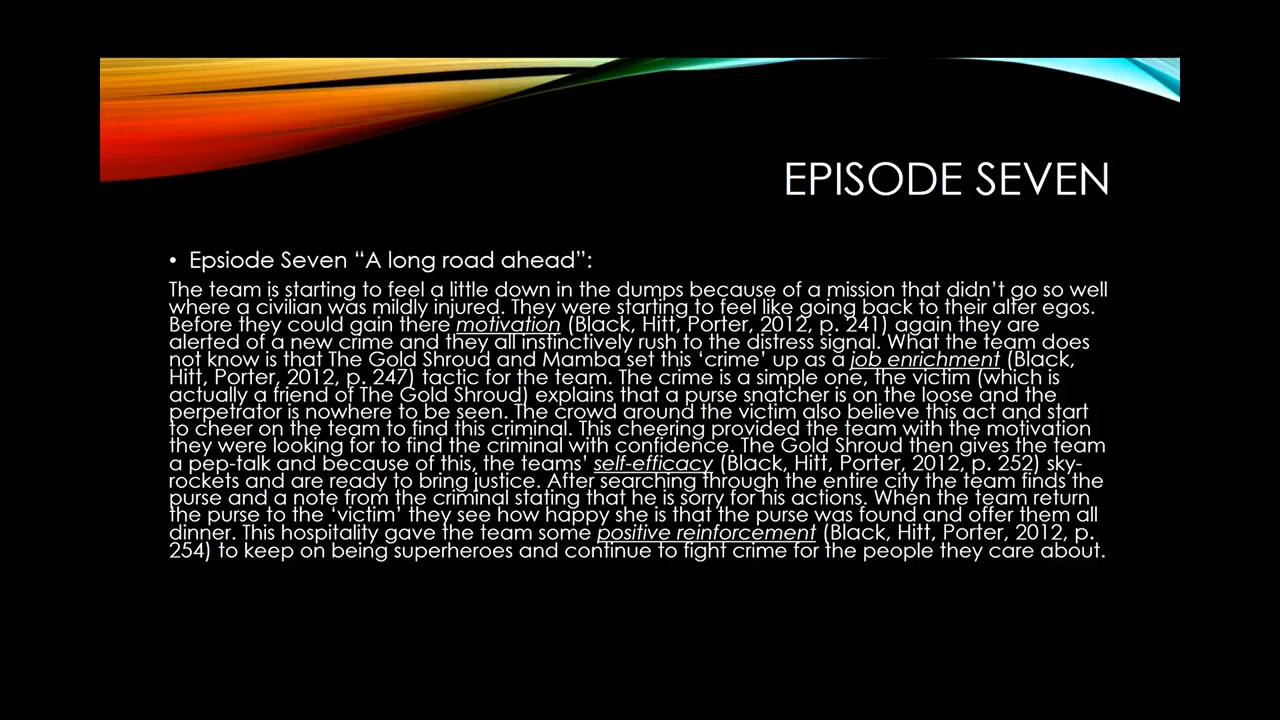 EPISODE SEVEN
• Epsiode Seven “A long road ahead”:
The team is starting to feel a little down in the dumps because of a mission that didn’t go so well
where a civilian was mildly injured. They were starting to feel like going back to their alter egos.
Before they could gain there motivation (Black, Hitt, Porter, 2012, p. 241) again they are
alerted of a new crime and they all instinctively rush to the distress signal. What the team does
not know is that The Gold Shroud and Mamba set this ‘crime’ up as a job enrichment (Black,
Hitt, Porter, 2012, p. 247) tactic for the team. The crime is a simple one, the victim (which is
actually a friend of The Gold Shroud) explains that a purse snatcher is on the loose and the
perpetrator is nowhere to be seen. The crowd around the victim also believe this act and start
to cheer on the team to find this criminal. This cheering provided the team with the motivation
they were looking for to find the criminal with confidence. The Gold Shroud then gives the team
a pep-talk and because of this, the teams’ self-efficacy (Black, Hitt, Porter, 2012, p. 252) sky-
rockets and are ready to bring justice. After searching through the entire city the team finds the
purse and a note from the criminal stating that he is sorry for his actions. When the team return
the purse to the ‘victim’ they see how happy she is that the purse was found and offer them all
dinner. This hospitality gave the team some positive reinforcement (Black, Hitt, Porter, 2012, p.
254) to keep on being superheroes and continue to fight crime for the people they care about.